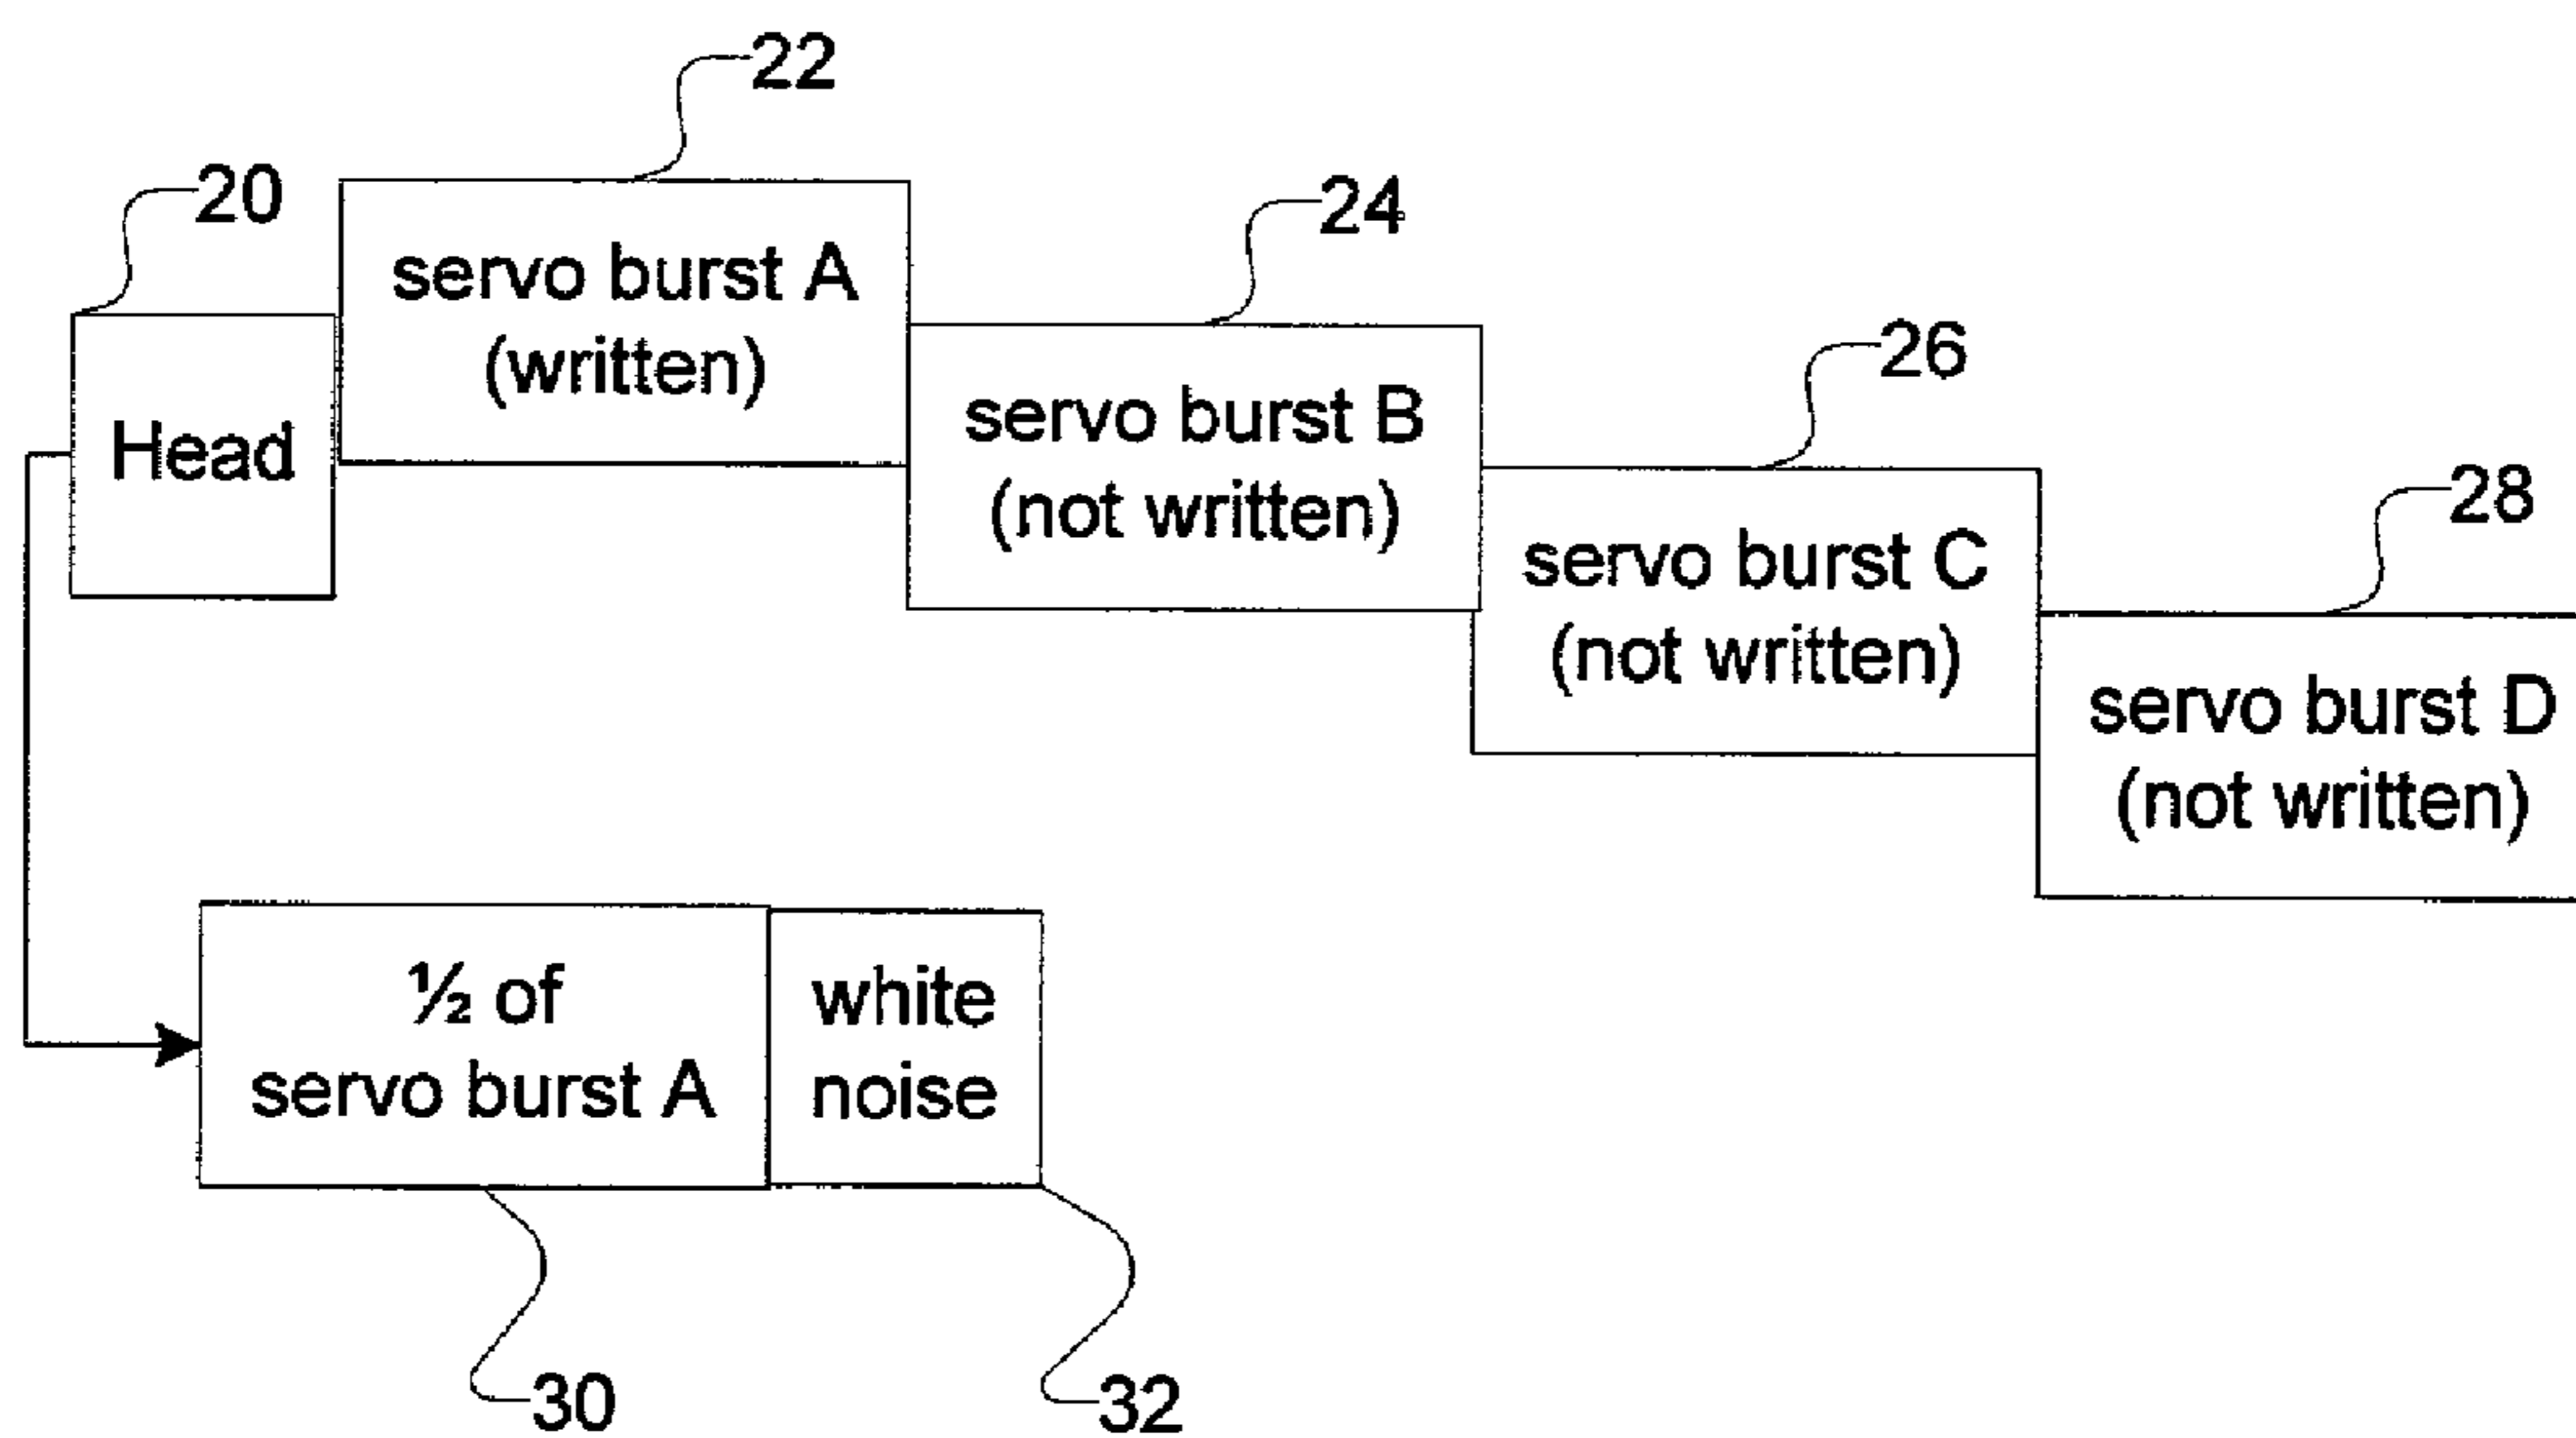 22
20
24
servo burst A
(written)
26
Head
servo burst B
(not written)
28
servo burst C
(not written)
servo burst D
(not written)
½ of
servo burst A
white
noise
30
32